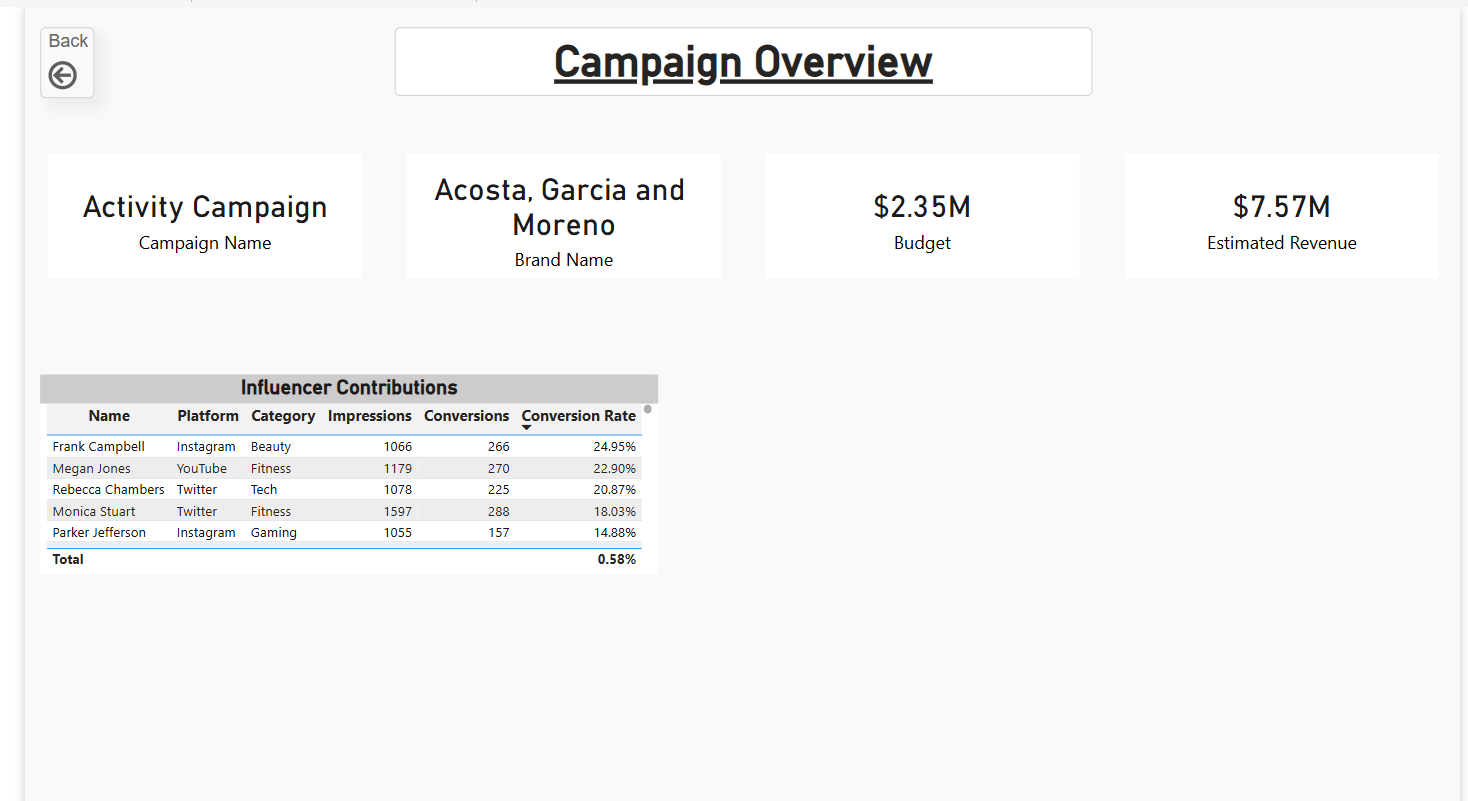 Back
Campaign Overview
Activity Campaign
Campaign Name
Acosta, Garcia and
Moreno
Brand Name
$2.35M
Budget
$7.57M
Estimated Revenue
Influencer Contributions
Name Platform Category Impressions Conversions Conversion Rate
Frank Campbell Instagram Beauty 1066 266 24.95%
Megan Jones YouTube Fitness 1179 270 22.90%
Rebecca Chambers Twitter Tech 1078 225 20.87%
Monica Stuart Twitter Fitness 1597 288 18.03%
Parker Jefferson Instagram Gaming 1055 157 14.88%
Total 0.58%